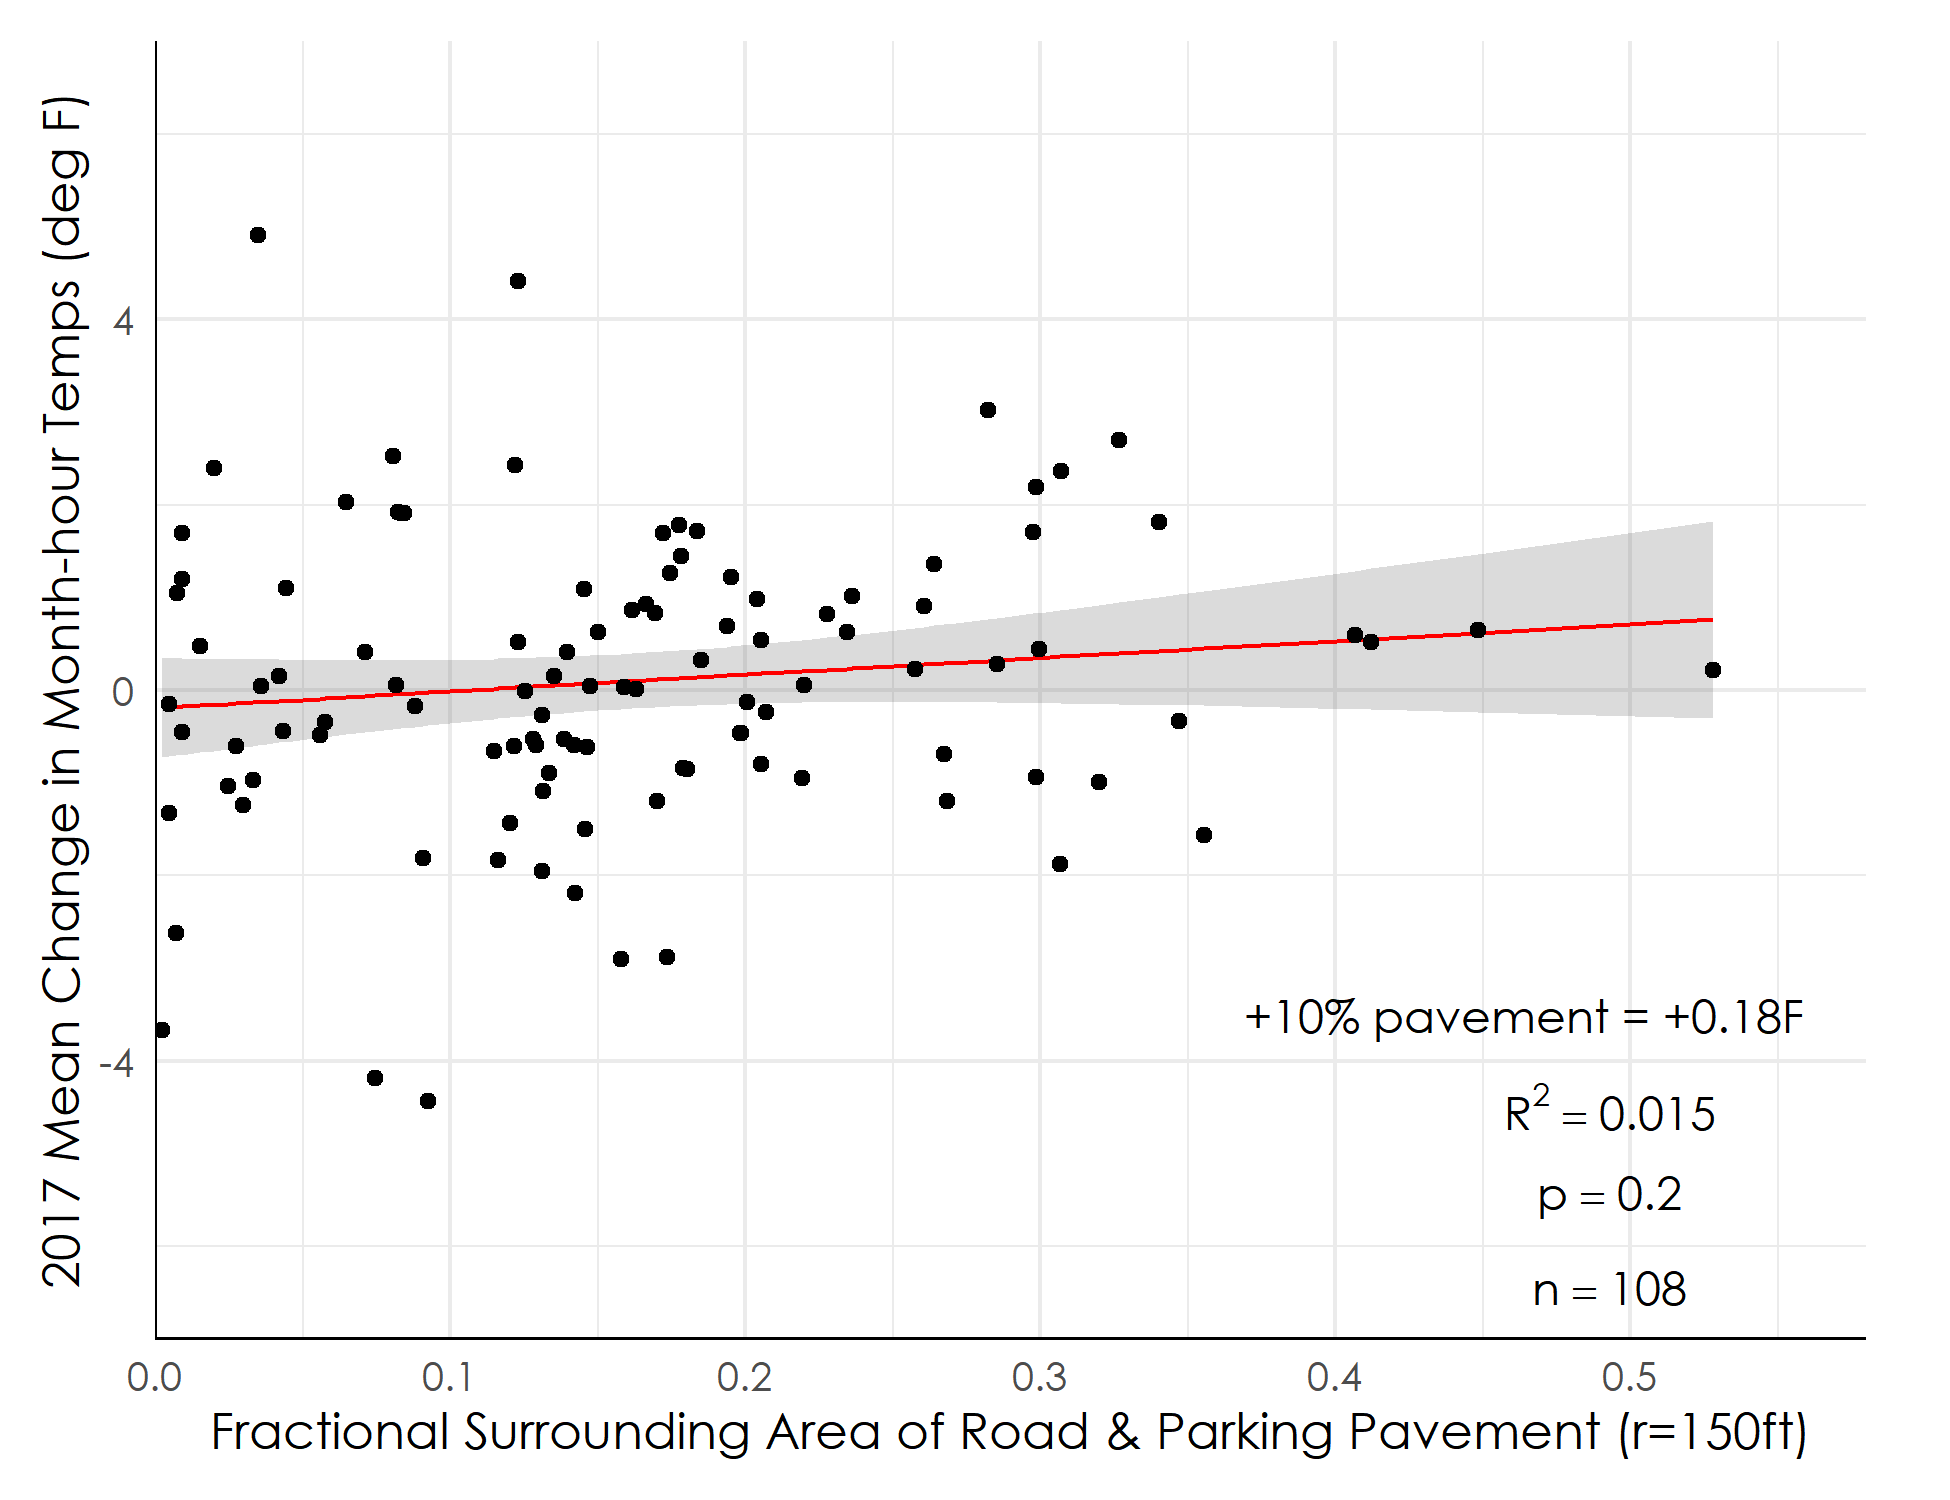 2017 Mean Change in Month-hour Temps (deg F)
4
0
-4
+10% pavement = +0.18F
R² = 0.015
p = 0.2
n = 108
0.0 0.1 0.2 0.3 0.4 0.5
Fractional Surrounding Area of Road & Parking Pavement (r=150ft)